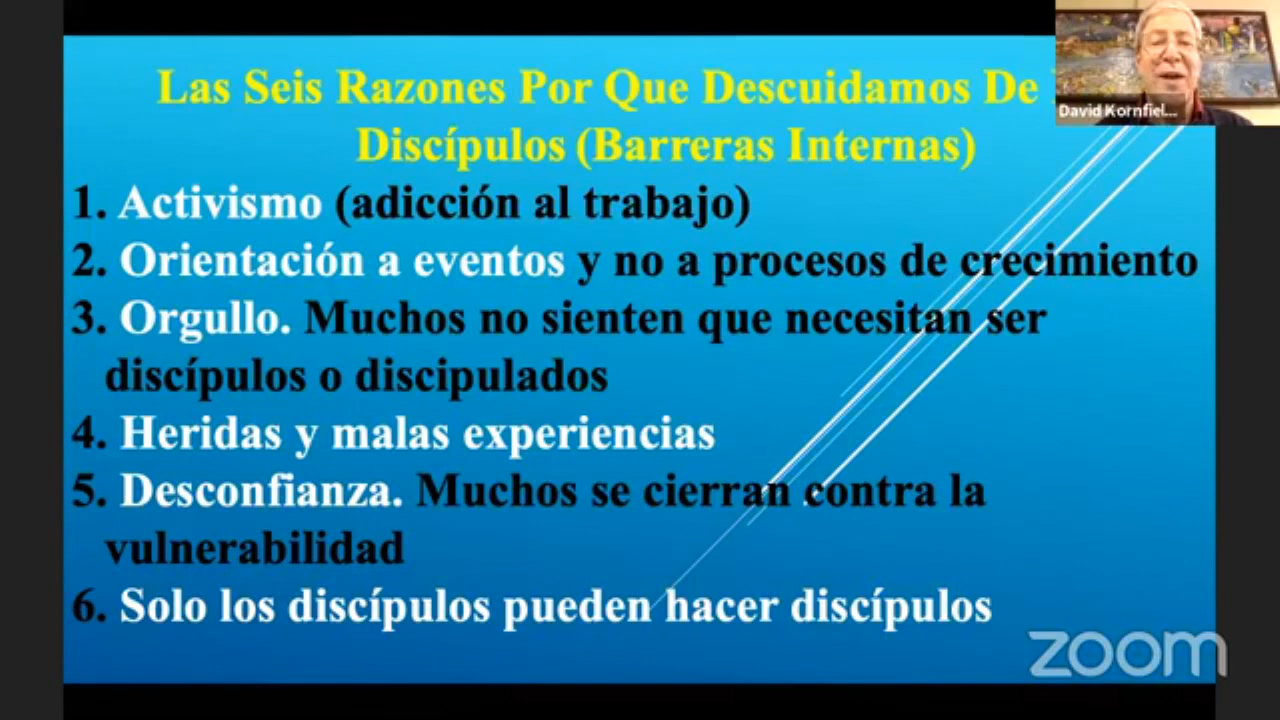 Las Seis Razones Por Que Descuidamos De
Discípulos (Barreras Internas)
1. Activismo (adicción al trabajo)
2. Orientación a eventos y no a procesos de crecimiento
3. Orgullo. Muchos no sienten que necesitan ser
discípulos o discipulados
4. Heridas y malas experiencias
5. Desconfianza. Muchos se cierran contra la
vulnerabilidad
6. Solo los discípulos pueden hacer discípulos
David Kornfiel...
zoom